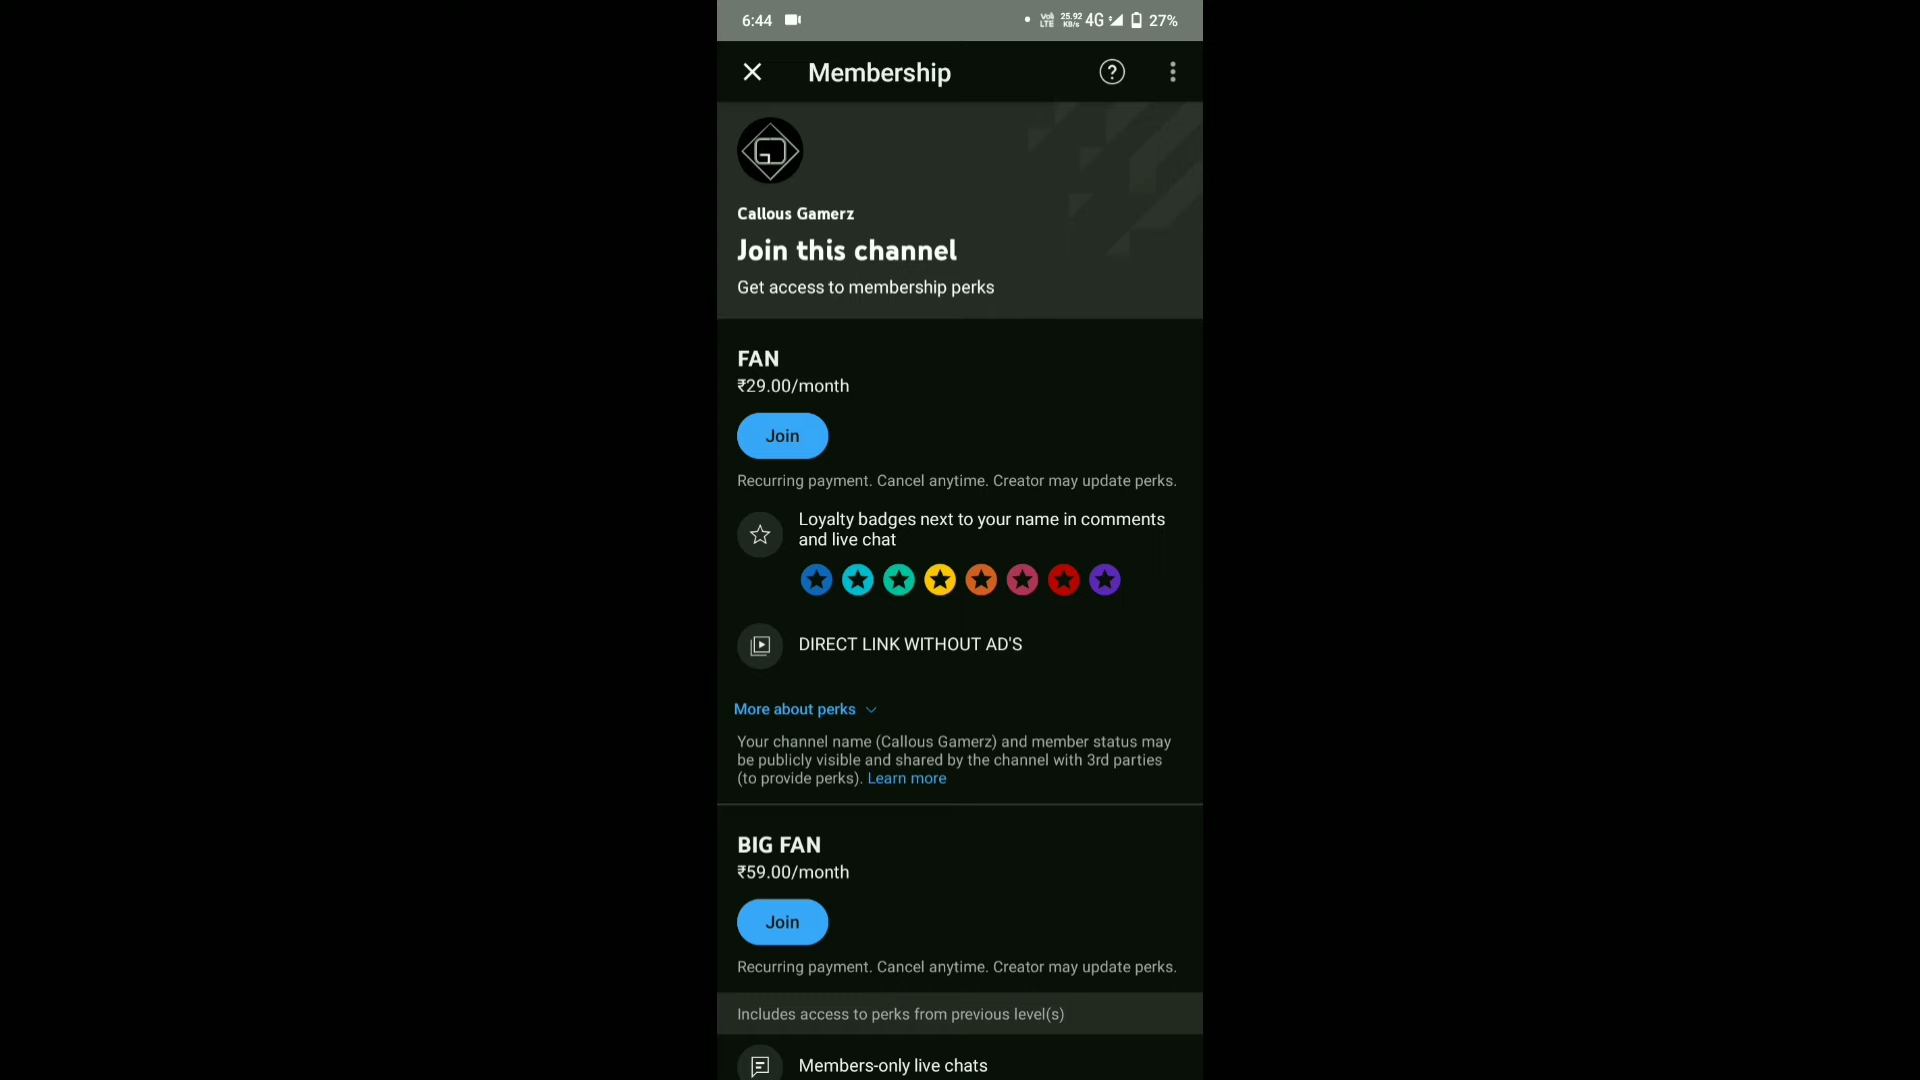 6:44 Vo) LTE 25.92 KB/s 4G 27%
Membership
Callous Gamerz
Join this channel
Get access to membership perks
FAN
₹29.00/month
Join
Recurring payment. Cancel anytime. Creator may update perks.
Loyalty badges next to your name in comments
and live chat
DIRECT LINK WITHOUT AD'S
More about perks
Your channel name (Callous Gamerz) and member status may
be publicly visible and shared by the channel with 3rd parties
(to provide perks). Learn more
BIG FAN
₹59.00/month
Join
Recurring payment. Cancel anytime. Creator may update perks.
Includes access to perks from previous level(s)
Members-only live chats